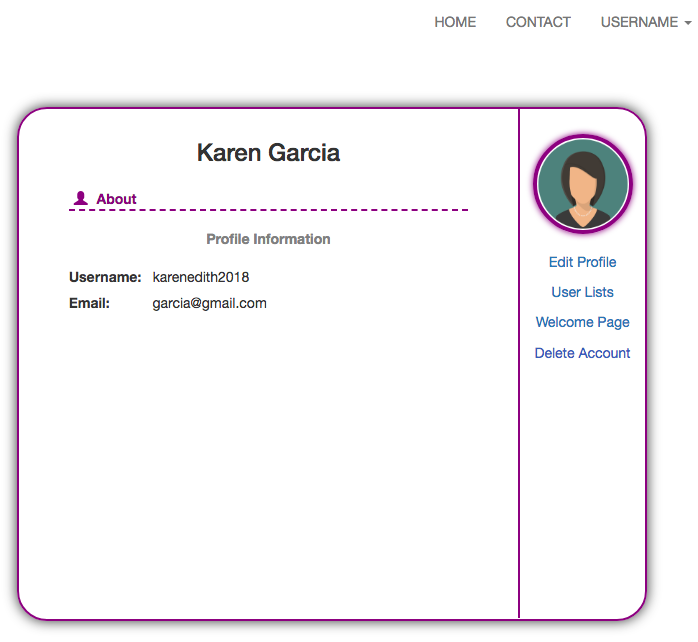 HOME CONTACT USERNAME
Karen Garcia
About
Profile Information
Username: karenedith2018
Email: garcia@gmail.com
Edit Profile
User Lists
Welcome Page
Delete Account